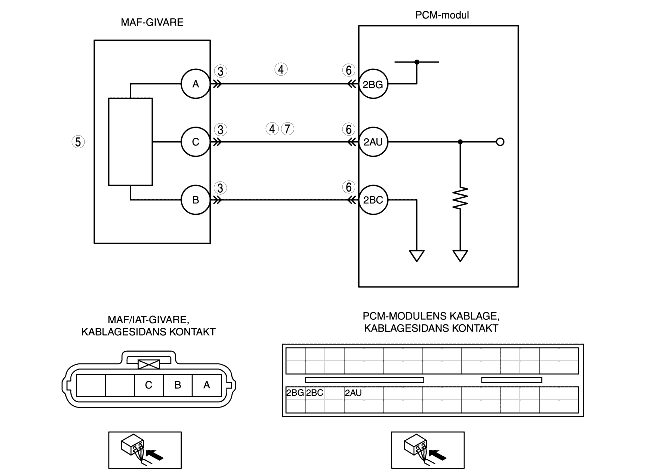 MAF-GIVARE
PCM-modul
3
4
6
A
2BG
5
3
4 7
6
C
2AU
3
6
B
2BC
MAF/IAT-GIVARE,
KABLAGESIDANS KONTAKT
PCM-MODULENS KABLAGE,
KABLAGESIDANS KONTAKT
C B A
2BG 2BC 2AU